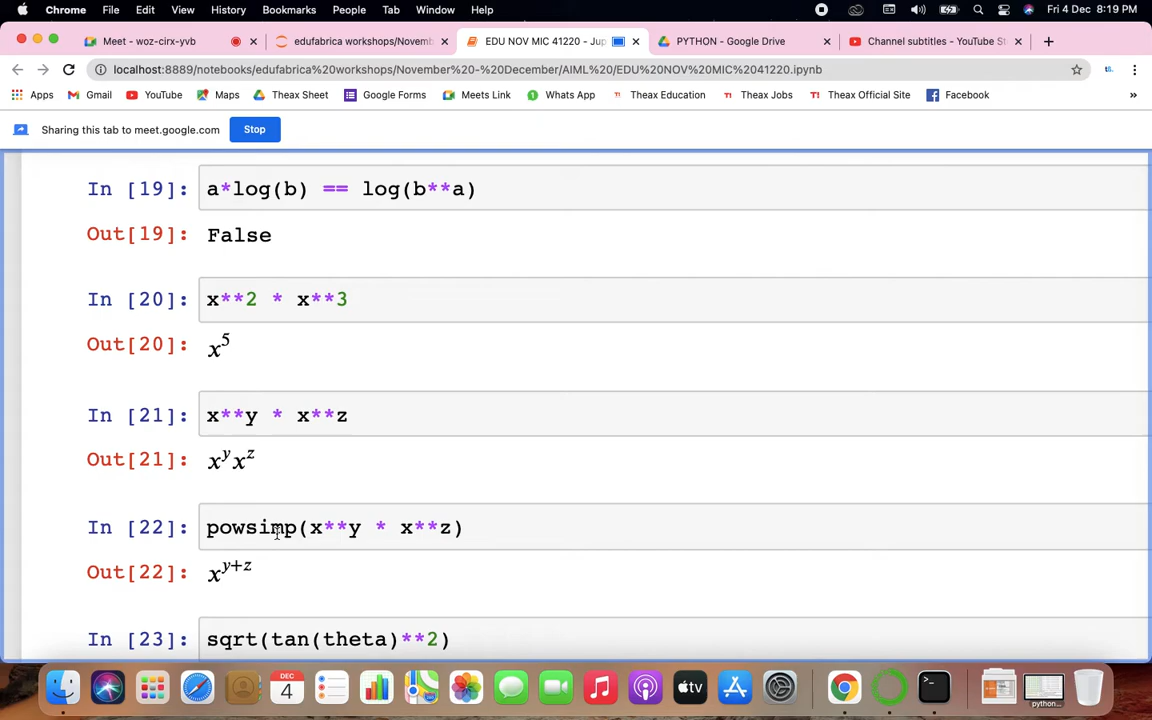 Chrome File Edit View History Bookmarks People Tab Window Help Fri 4 Dec 8:19 PM
Meet - woz-cirx-yvb edufabrica workshops/Novemb EDU NOV MIC 41220 - Jup PYTHON - Google Drive Channel subtitles - YouTube St
localhost:8889/notebooks/edufabrica%20workshops/November%20-%20December/AIML%20/EDU%20NOV%20MIC%2041220.ipynb
Apps Gmail YouTube Maps Theax Sheet Google Forms Meets Link Whats App Theax Education Theax Jobs Theax Official Site Facebook »
Sharing this tab to meet.google.com Stop
In [19]: a*log(b) == log(b**a)
Out[19]: False
In [20]: x**2 * x**3
Out[20]: x⁵
In [21]: x**y * x**z
Out[21]: xʸxᶻ
In [22]: powsimp(x**y * x**z)
Out[22]: xʸ⁺ᶻ
In [23]: sqrt(tan(theta)**2)
DEC
4
tv
python...